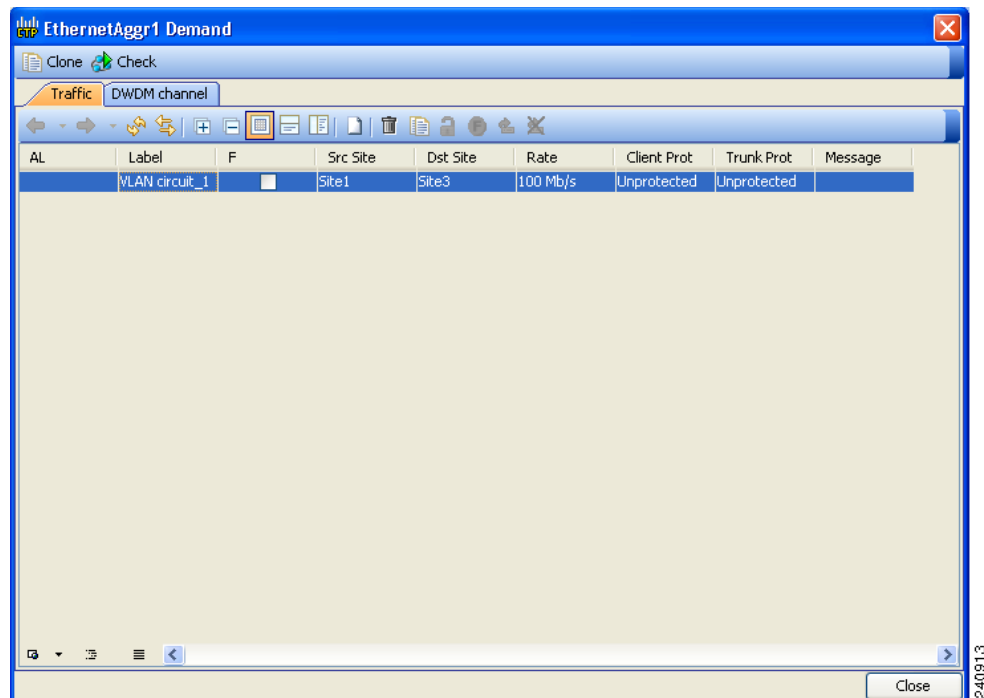 CTP EthernetAggr1 Demand
Clone Check
Traffic DWDM channel
F
AL Label F Src Site Dst Site Rate Client Prot Trunk Prot Message
VLAN circuit_1 Site1 Site3 100 Mb/s Unprotected Unprotected
Close
240913